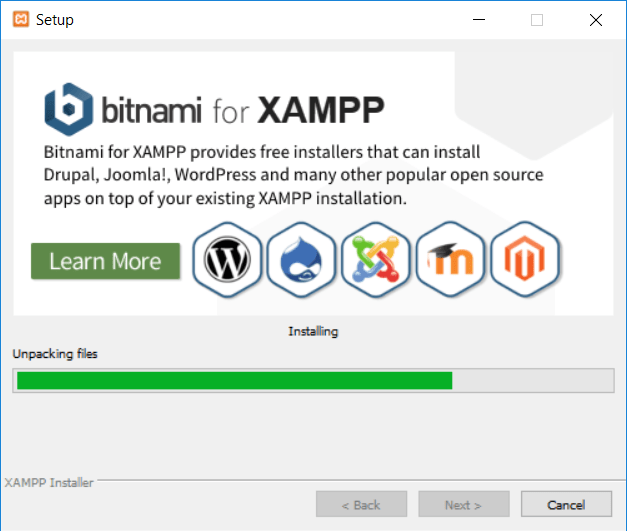 Setup
bitnami for XAMPP
Bitnami for XAMPP provides free installers that can install
Drupal, Joomla!, WordPress and many other popular open source
apps on top of your existing XAMPP installation.
Learn More
Installing
Unpacking files
XAMPP Installer
< Back
Next >
Cancel